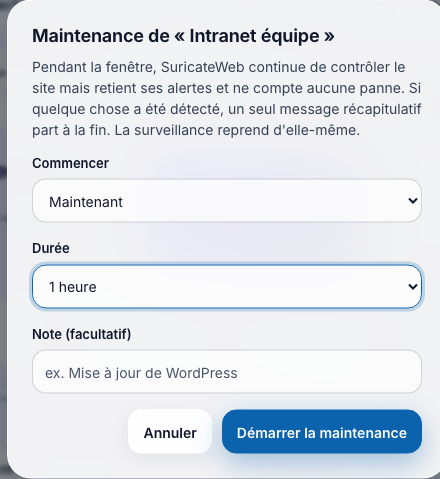 Maintenance de « Intranet équipe »
Pendant la fenêtre, SuricateWeb continue de contrôler le
site mais retient ses alertes et ne compte aucune panne. Si
quelque chose a été détecté, un seul message récapitulatif
part à la fin. La surveillance reprend d'elle-même.
Commencer
Maintenant
Durée
1 heure
Note (facultatif)
ex. Mise à jour de WordPress
Annuler Démarrer la maintenance